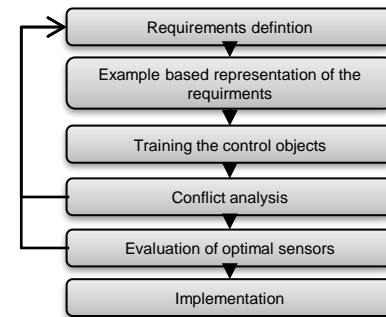 Requirements defintion
Example based representation of the
requirments
Training the control objects
Conflict analysis
Evaluation of optimal sensors
Implementation